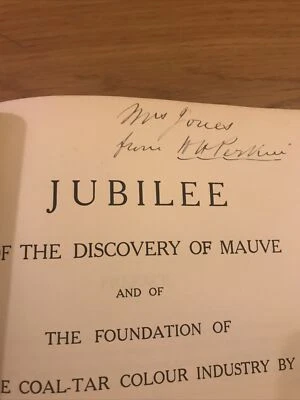 Mrs Jones
from W H Perkin
JUBILEE
OF THE DISCOVERY OF MAUVE
AND OF
THE FOUNDATION OF
E COAL-TAR COLOUR INDUSTRY BY